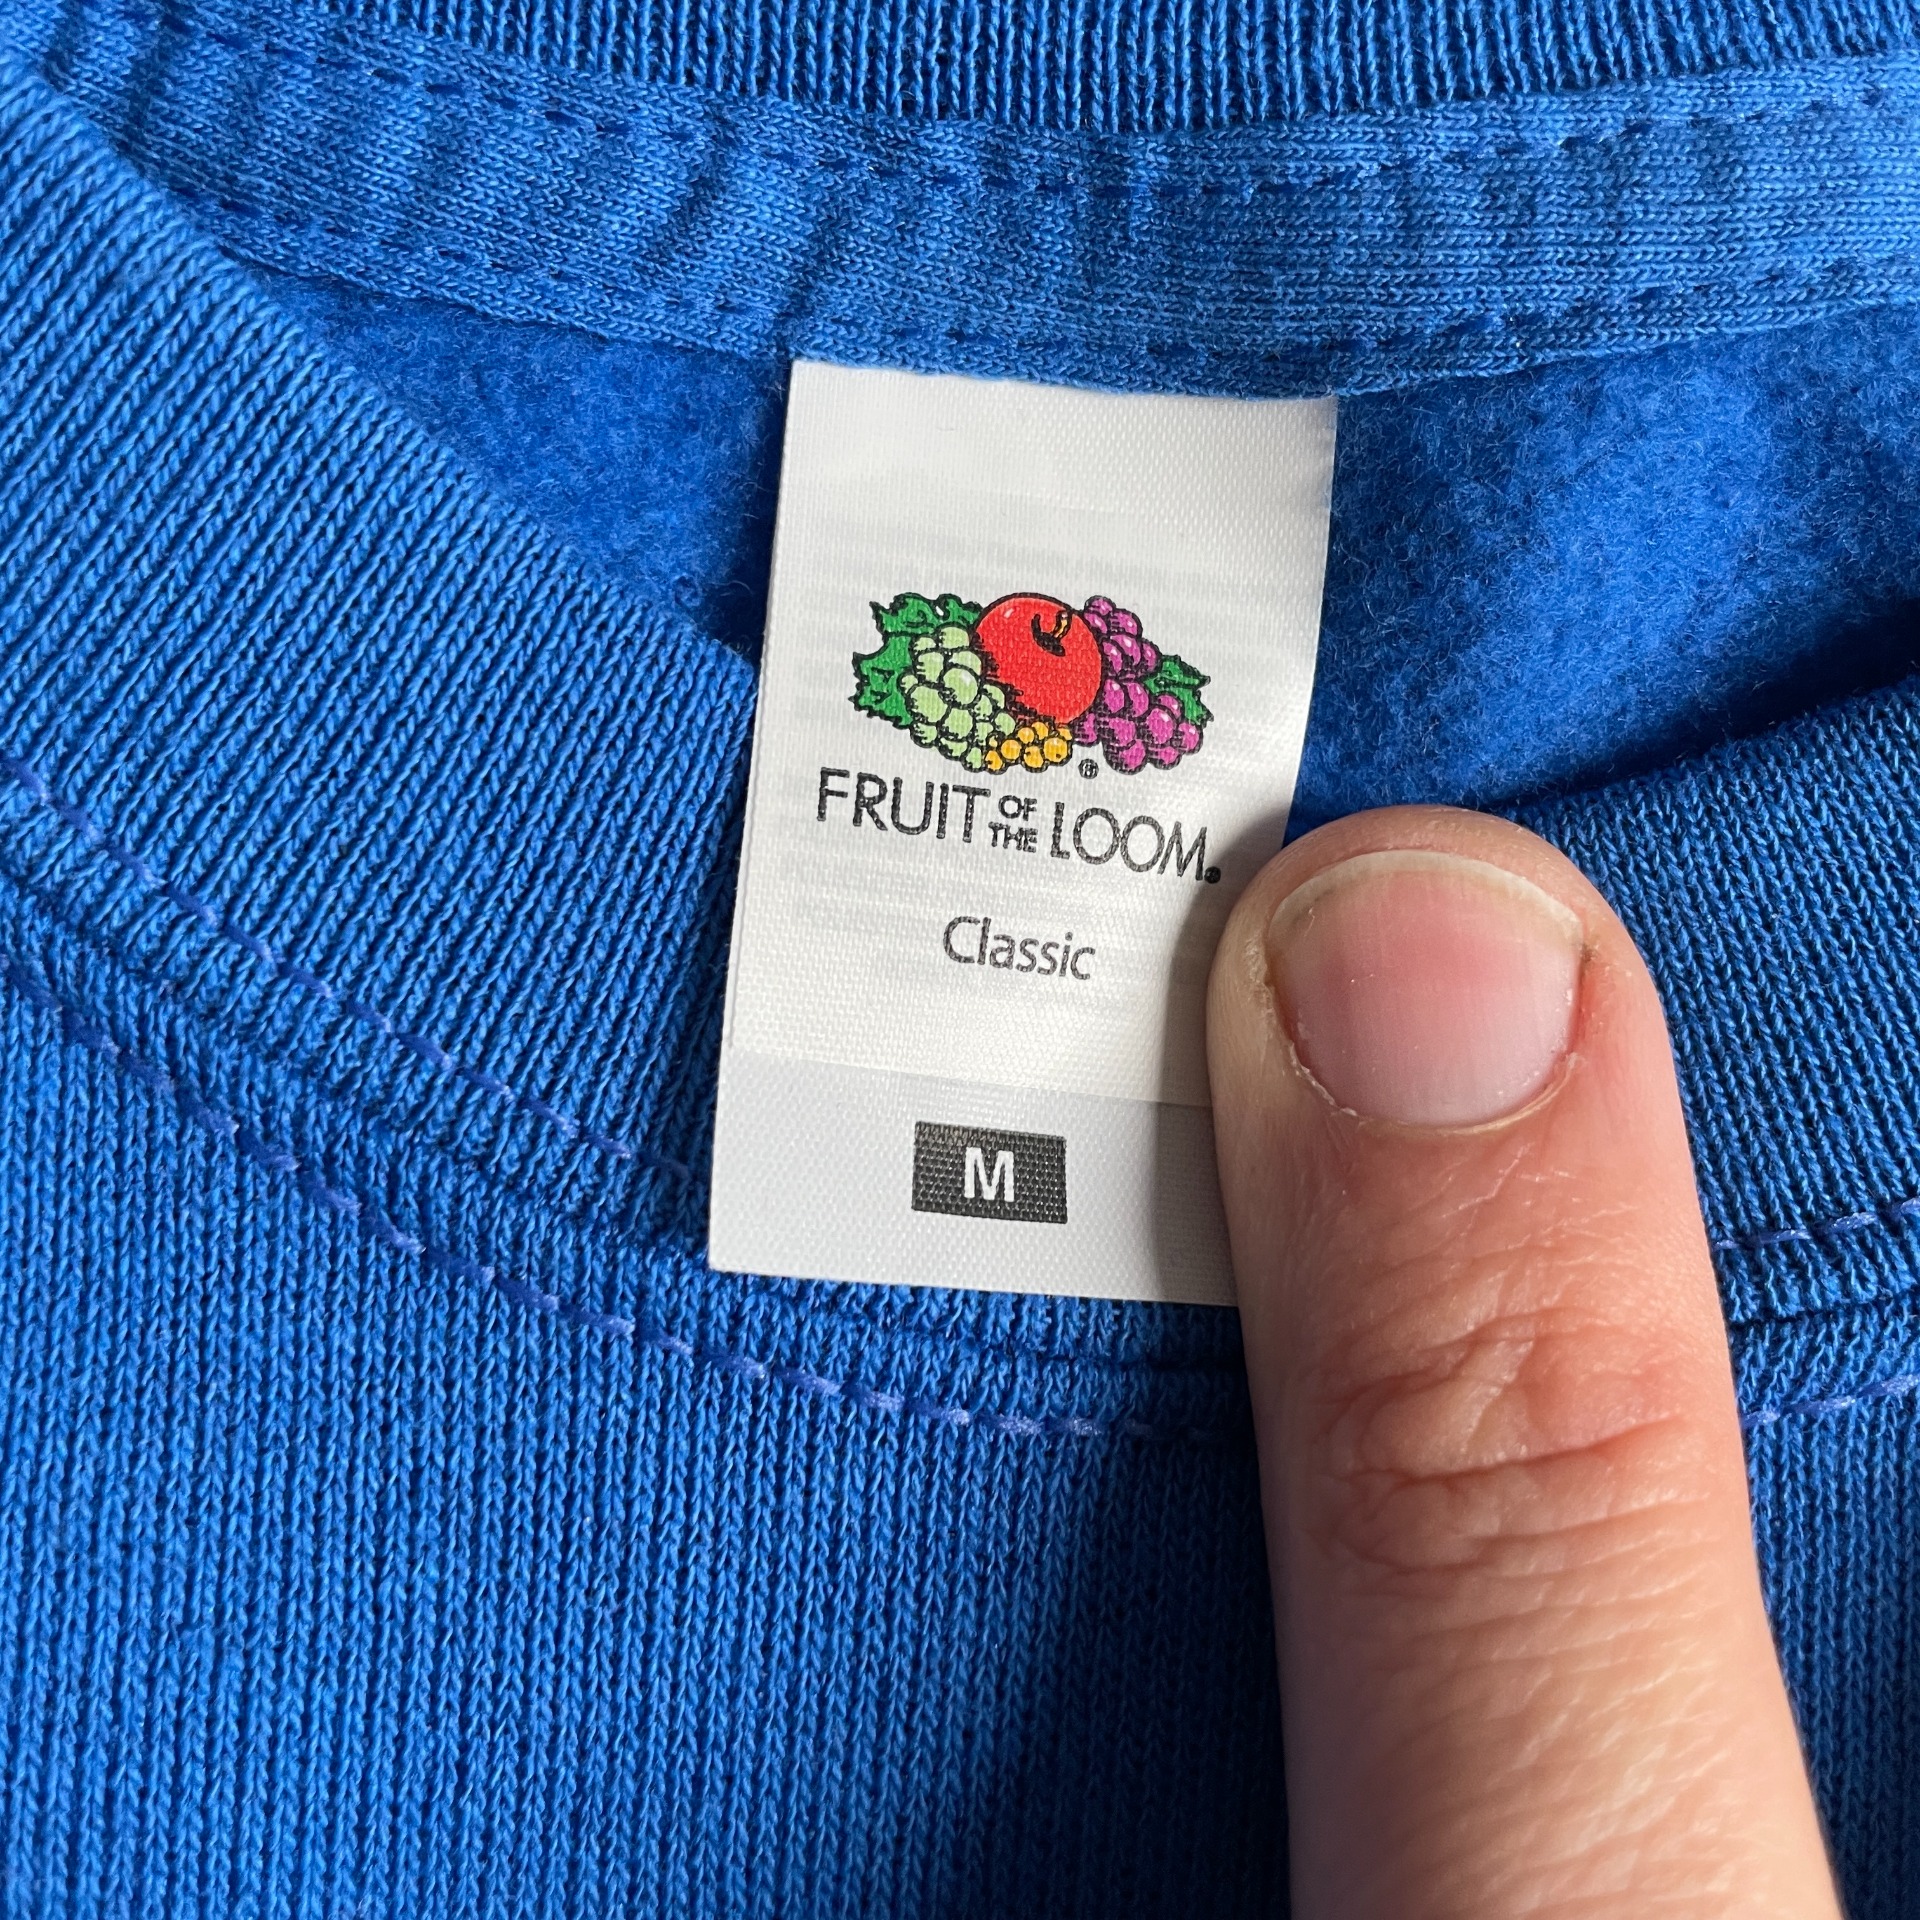 FRUIT OF THE LOOM®
Classic
M